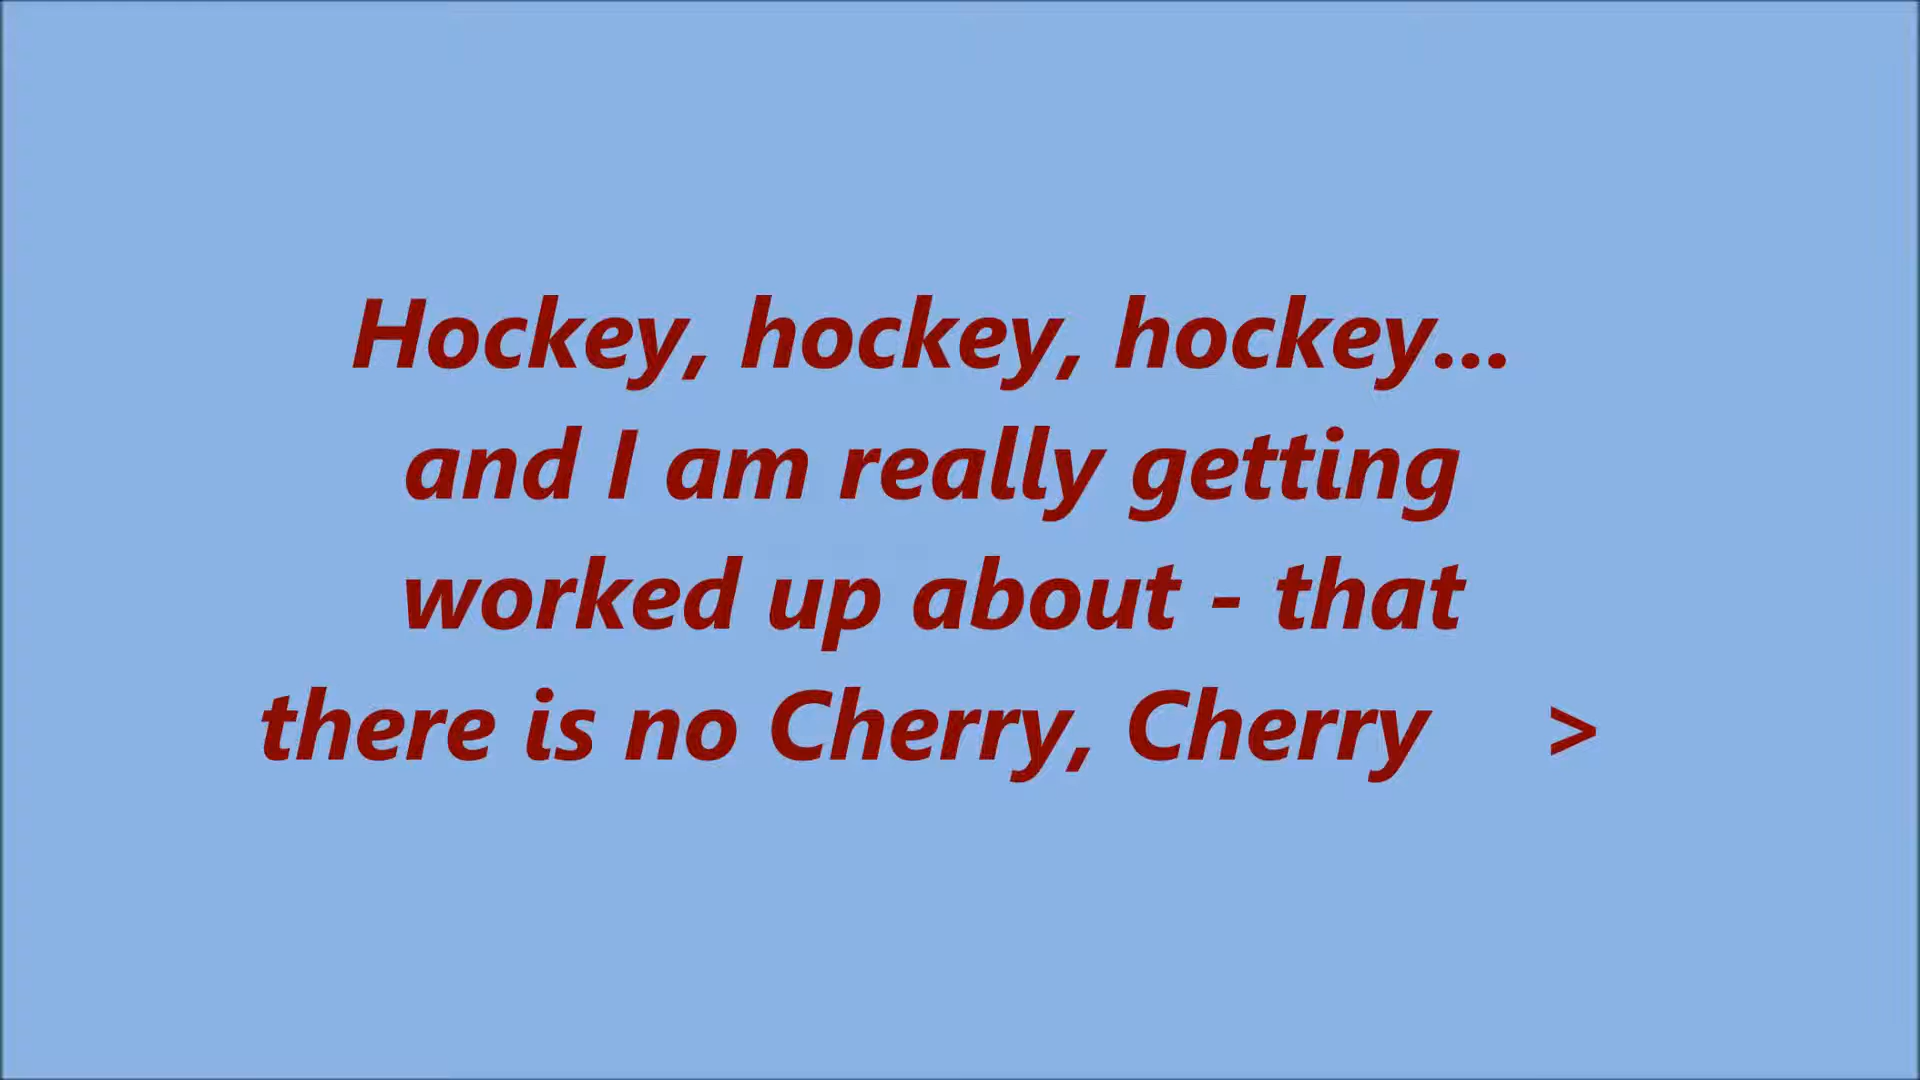 Hockey, hockey, hockey...
and I am really getting
worked up about - that
there is no Cherry, Cherry >